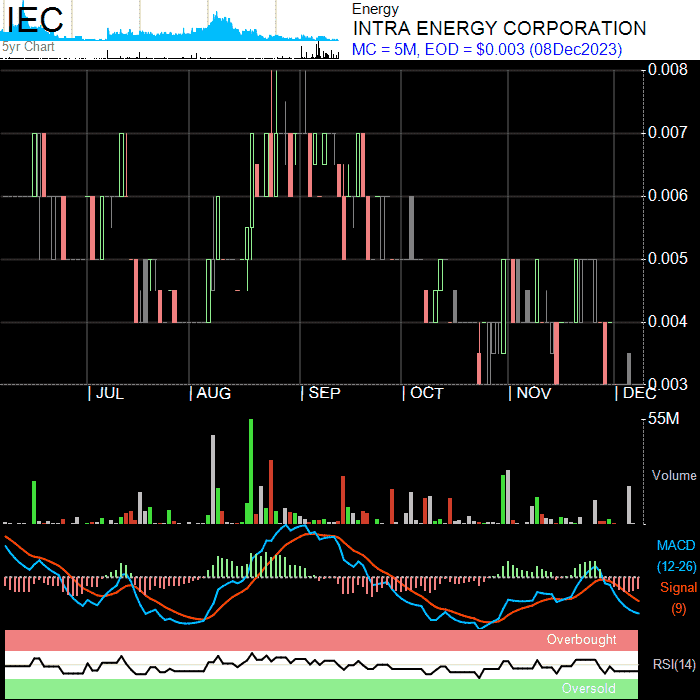 IEC
5yr Chart
Energy
INTRA ENERGY CORPORATION
MC = 5M, EOD = $0.003 (08Dec2023)
0.008
0.007
0.006
0.005
0.004
0.003
JUL AUG SEP OCT NOV DEC
55M
Volume
MACD
(12-26)
Signal
(9)
Overbought
RSI(14)
Oversold